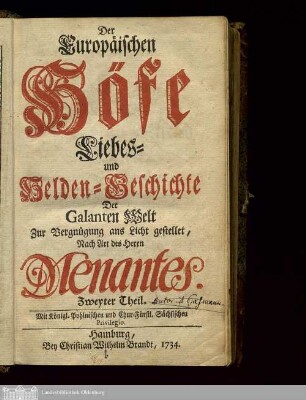 Der
Europäischen
Höfe
Liebes-
und
Helden-Geschichte
Der
Galanten Welt
Zur Vergnügung ans Licht gestellet,
Nach Art des Herrn
Menantes.
Zweyter Theil.
Mit Königl. Pohlnischen und Chur-Fürstl. Sächsischen
Privilegio.
Hamburg,
Bey Christian Wilhelm Brandt, 1734.